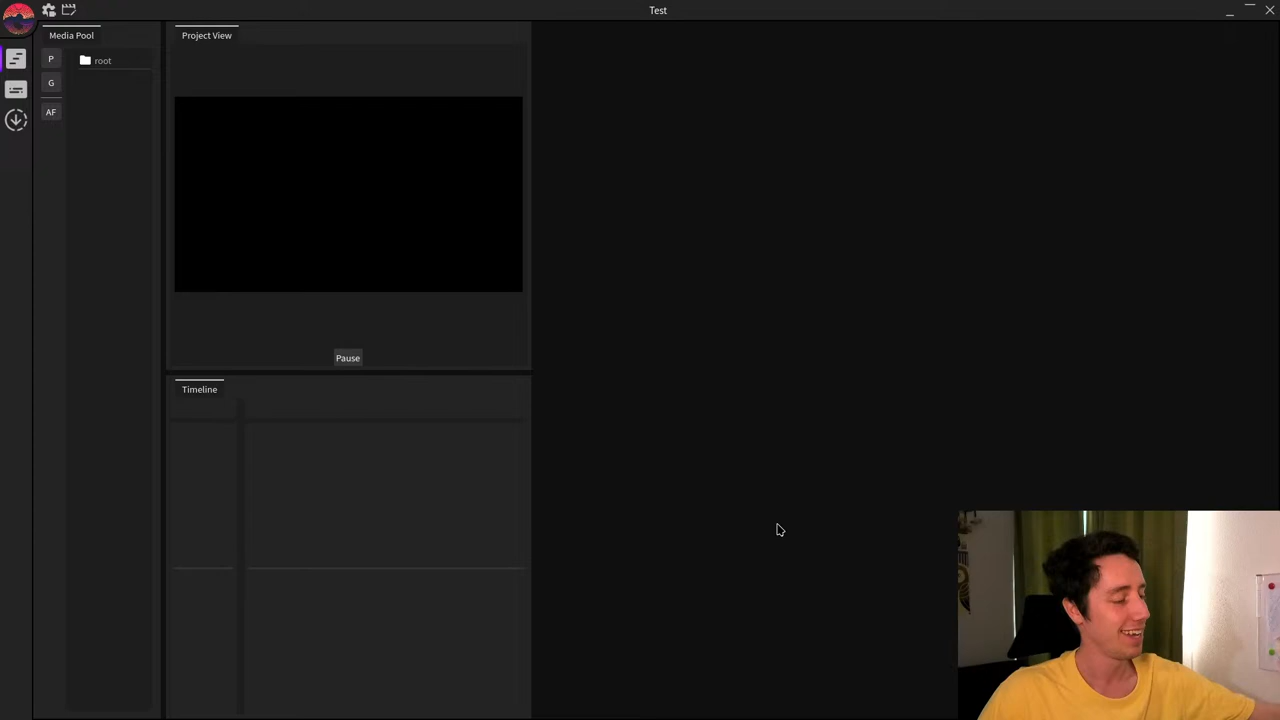 Test
Media Pool
Project View
P
root
G
AF
Pause
Timeline